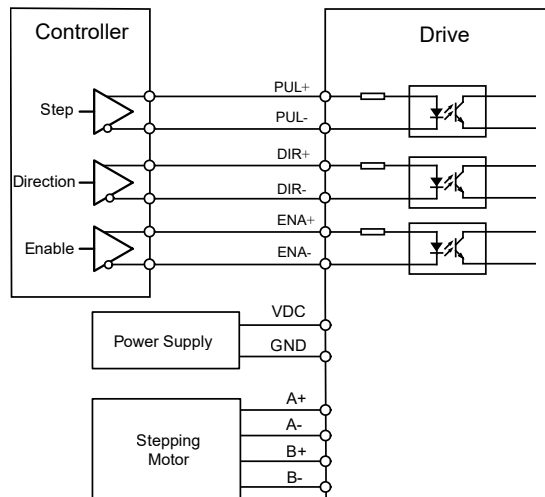 Controller
Drive
Step
PUL+
PUL-
Direction
DIR+
DIR-
Enable
ENA+
ENA-
Power Supply
VDC
GND
Stepping
Motor
A+
A-
B+
B-